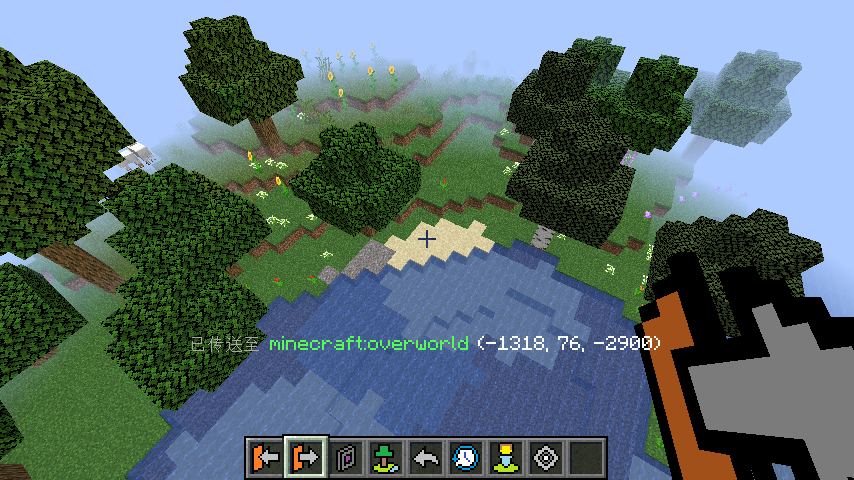 已传送至 minecraft:overworld (-1318, 76, -2900)